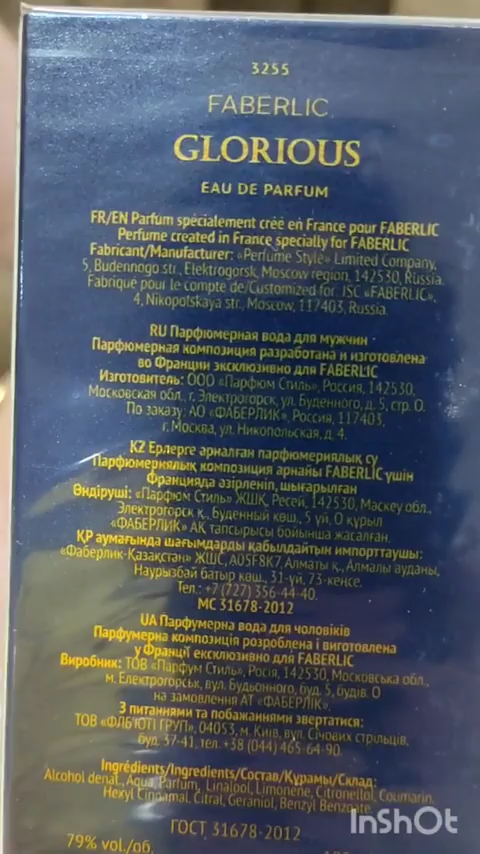 3255
FABERLIC
GLORIOUS
EAU DE PARFUM
FR/EN Parfum spécialement créé en France pour FABERLIC
Perfume created in France specially for FABERLIC
Fabricant/Manufacturer: «Perfume Style» Limited Company,
5, Budennogo str., Elektrogorsk, Moscow region, 142530, Russia.
Fabriqué pour le compte de/Customized for: JSC «FABERLIC»,
4, Nikopolskaya str., Moscow, 117403, Russia.
RU Парфюмерная вода для мужчин
Парфюмерная композиция разработана и изготовлена
во Франции эксклюзивно для FABERLIC
Изготовитель: ООО «Парфюм Стиль», Россия, 142530,
Московская обл., г. Электрогорск, ул. Буденного, д. 5, стр. О.
По заказу: АО «ФАБЕРЛИК», Россия, 117403,
г. Москва, ул. Никопольская, д. 4.
KZ Ерлерге арналған парфюмериялық су
Парфюмериялық композиция арнайы FABERLIC үшін
Францияда әзірленіп, шығарылған
Өндіруші: «Парфюм Стиль» ЖШҚ, Ресей, 142530, Мәскеу обл.,
Электрогорск қ., Буденный көш., 5 үй, О құрыл
«ФАБЕРЛИК» АҚ тапсырысы бойынша жасалған.
ҚР аумағында шағымдарды қабылдайтын импорттаушы:
«Фаберлик-Қазақстан» ЖШС, A05F8K7, Алматы қ., Алмалы ауданы,
Наурызбай батыр көш., 31-үй, 73-кеңсе.
Тел.: +7 (727) 356-44-40.
МС 31678-2012
UA Парфумерна вода для чоловіків
Парфумерна композиція розроблена і виготовлена
у Франції ексклюзивно для FABERLIC
Виробник: ТОВ «Парфум Стиль», Росія, 142530, Московська обл.,
м. Електрогорськ, вул. Будьонного, буд. 5, будів. О
на замовлення АТ «ФАБЕРЛІК».
З питаннями та побажаннями звертатися:
ТОВ «ФЛБ'ЮТІ ГРУП», 04053, м. Київ, вул. Січових стрільців,
буд. 37-41, тел. +38 (044) 465-64-90.
Ingrédients/Ingredients/Состав/Құрамы/Склад:
Alcohol denat., Aqua, Parfum, Linalool, Limonene, Citronellol, Coumarin,
Hexyl Cinnamal, Citral, Geraniol, Benzyl Benzoate.
ГОСТ 31678-2012
79% vol./об.
InShOt